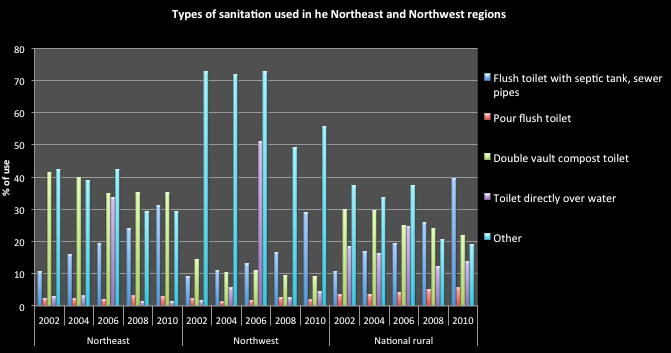 Types of sanitation used in he Northeast and Northwest regions
80
70
60
50
40
30
20
10
0
% of use
2002 2004 2006 2008 2010 2002 2004 2006 2008 2010 2002 2004 2006 2008 2010
Northeast Northwest National rural
Flush toilet with septic tank, sewer
pipes
Pour flush toilet
Double vault compost toilet
Toilet directly over water
Other